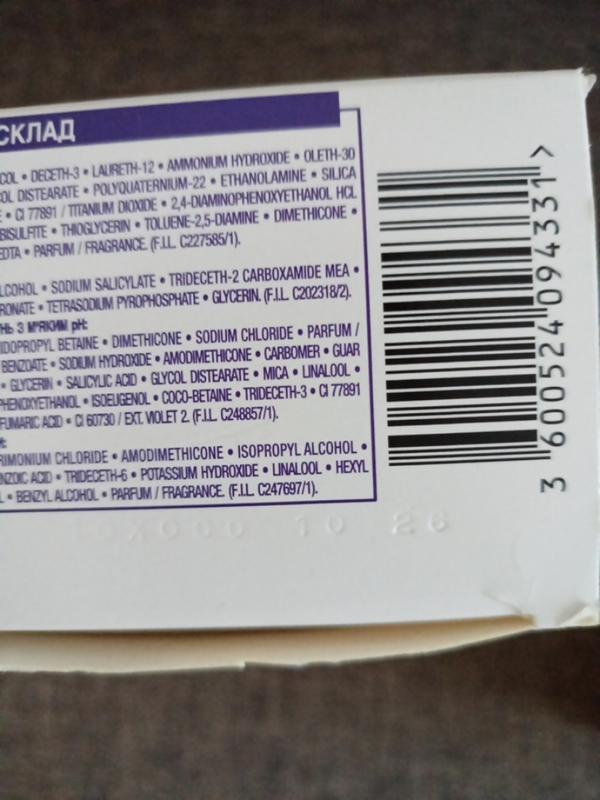 СКЛАД
COL • DECETH-3 • LAURETH-12 • AMMONIUM HYDROXIDE • OLETH-30
COL DISTEARATE • POLYQUATERNIUM-22 • ETHANOLAMINE • SILICA
E • CI 77891 / TITANIUM DIOXIDE • 2,4-DIAMINOPHENOXYETHANOL HCL
BISULFITE • THIOGLYCERIN • TOLUENE-2,5-DIAMINE • DIMETHICONE •
EDTA • PARFUM / FRAGRANCE. (F.I.L. C227585/1).
LCOHOL • SODIUM SALICYLATE • TRIDECETH-2 CARBOXAMIDE MEA •
RONATE • TETRASODIUM PYROPHOSPHATE • GLYCERIN. (F.I.L. C202318/2).
НЬ З М'ЯКИМ pH:
IDOPROPYL BETAINE • DIMETHICONE • SODIUM CHLORIDE • PARFUM /
BENZOATE • SODIUM HYDROXIDE • AMODIMETHICONE • CARBOMER • GUAR
• GLYCERIN • SALICYLIC ACID • GLYCOL DISTEARATE • MICA • LINALOOL •
PHENOXYETHANOL • ISOEUGENOL • COCO-BETAINE • TRIDECETH-3 • CI 77891
FUMARIC ACID • CI 60730 / EXT. VIOLET 2. (F.I.L. C248857/1).
RIMONIUM CHLORIDE • AMODIMETHICONE • ISOPROPYL ALCOHOL •
NZOIC ACID • TRIDECETH-6 • POTASSIUM HYDROXIDE • LINALOOL • HEXYL
L • BENZYL ALCOHOL • PARFUM / FRAGRANCE. (F.I.L. C247697/1).
10 26
3 600524 094331 >